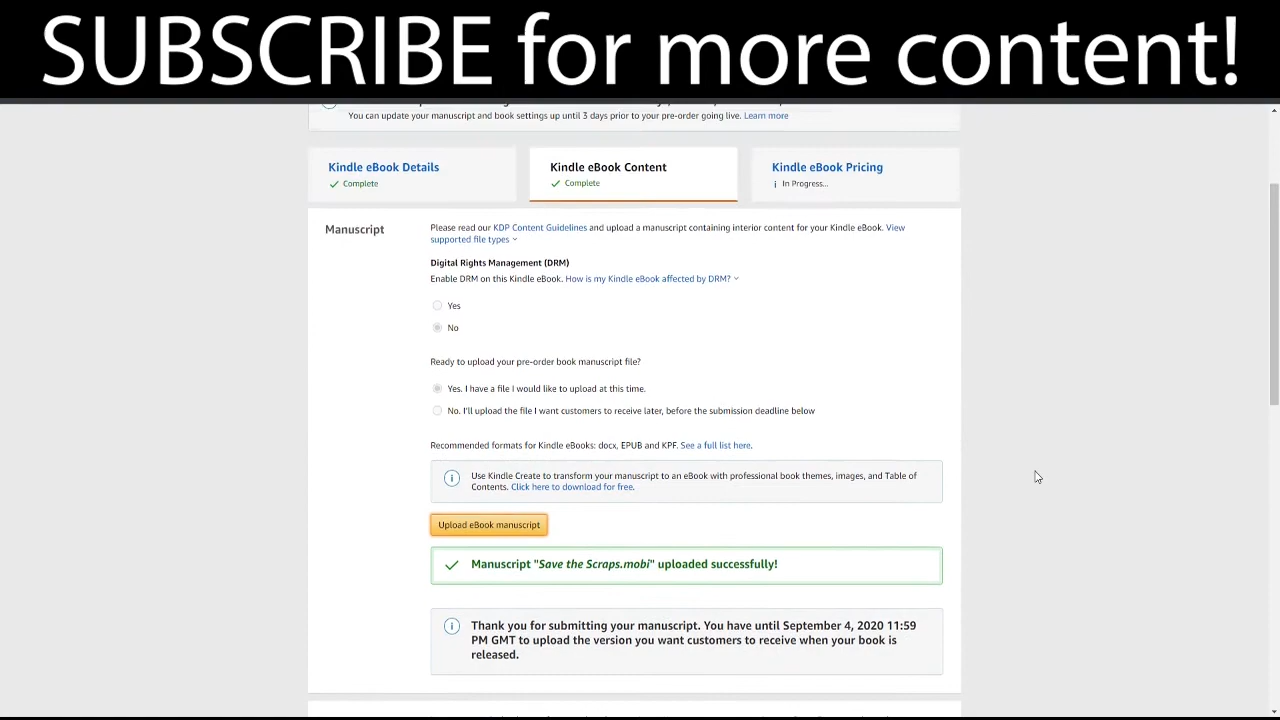 SUBSCRIBE for more content!
You can update your manuscript and book settings up until 3 days prior to your pre-order going live. Learn more
Kindle eBook Details
Complete
Kindle eBook Content
Complete
Kindle eBook Pricing
In Progress...
Manuscript
Please read our KDP Content Guidelines and upload a manuscript containing interior content for your Kindle eBook. View
supported file types
Digital Rights Management (DRM)
Enable DRM on this Kindle eBook. How is my Kindle eBook affected by DRM?
Yes
No
Ready to upload your pre-order book manuscript file?
Yes. I have a file I would like to upload at this time.
No. I'll upload the file I want customers to receive later, before the submission deadline below
Recommended formats for Kindle eBooks: docx, EPUB and KPF. See a full list here.
Use Kindle Create to transform your manuscript to an eBook with professional book themes, images, and Table of
Contents. Click here to download for free.
Upload eBook manuscript
Manuscript "Save the Scraps.mobi" uploaded successfully!
Thank you for submitting your manuscript. You have until September 4, 2020 11:59
PM GMT to upload the version you want customers to receive when your book is
released.